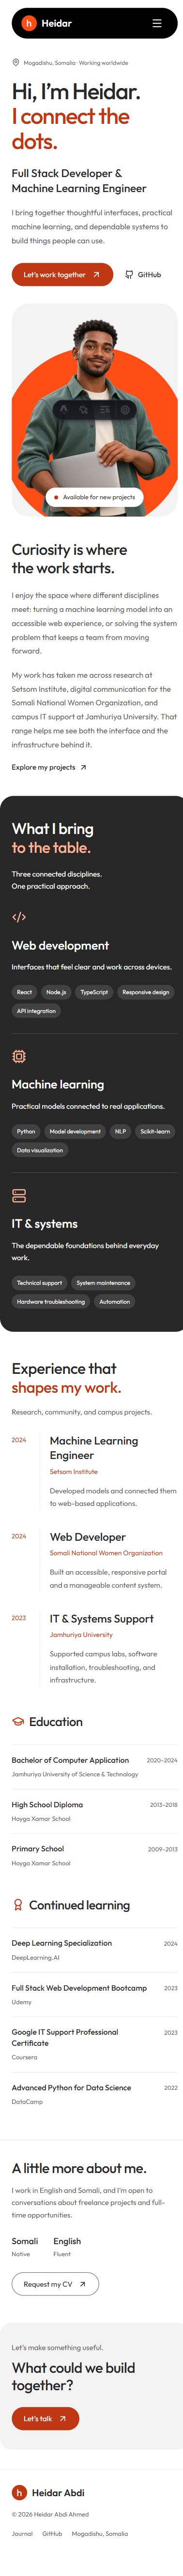 h Heidar
Mogadishu, Somalia · Working worldwide
Hi, I’m Heidar.
I connect the
dots.
Full Stack Developer &
Machine Learning Engineer
I bring together thoughtful interfaces, practical
machine learning, and dependable systems to
build things people can use.
Let’s work together
GitHub
Available for new projects
Curiosity is where
the work starts.
I enjoy the space where different disciplines
meet: turning a machine learning model into an
accessible web experience, or solving the system
problem that keeps a team from moving
forward.
My work has taken me across research at
Setsom Institute, digital communication for the
Somali National Women Organization, and
campus IT support at Jamhuriya University. That
range helps me see both the interface and the
infrastructure behind it.
Explore my projects
What I bring
to the table.
Three connected disciplines.
One practical approach.
Web development
Interfaces that feel clear and work across devices.
React Node.js TypeScript Responsive design
API integration
Machine learning
Practical models connected to real applications.
Python Model development NLP Scikit-learn
Data visualization
IT & systems
The dependable foundations behind everyday
work.
Technical support System maintenance
Hardware troubleshooting Automation
Experience that
shapes my work.
Research, community, and campus projects.
2024
Machine Learning
Engineer
Setsom Institute
Developed models and connected them
to web-based applications.
2024
Web Developer
Somali National Women Organization
Built an accessible, responsive portal
and a manageable content system.
2023
IT & Systems Support
Jamhuriya University
Supported campus labs, software
installation, troubleshooting, and
infrastructure.
Education
Bachelor of Computer Application 2020–2024
Jamhuriya University of Science & Technology
High School Diploma 2013–2018
Hoyga Xamar School
Primary School 2009–2013
Hoyga Xamar School
Continued learning
Deep Learning Specialization 2024
DeepLearning.AI
Full Stack Web Development Bootcamp 2023
Udemy
Google IT Support Professional 2023
Certificate
Coursera
Advanced Python for Data Science 2022
DataCamp
A little more about me.
I work in English and Somali, and I’m open to
conversations about freelance projects and full-
time opportunities.
Somali English
Native Fluent
Request my CV
Let’s make something useful.
What could we build
together?
Let’s talk
h Heidar Abdi
© 2026 Heidar Abdi Ahmed
Journal GitHub Mogadishu, Somalia